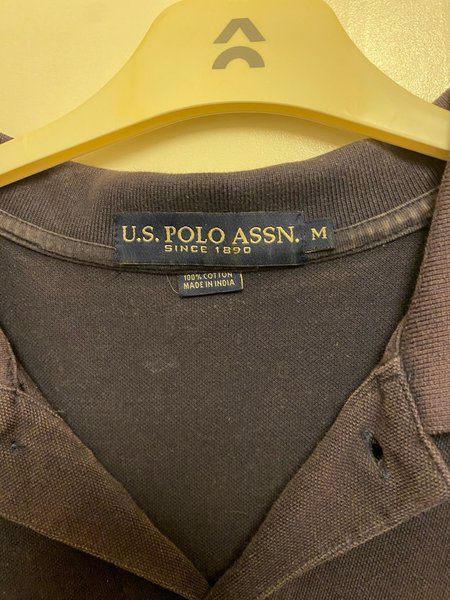 U.S. POLO ASSN. M
SINCE 1890
100% COTTON
MADE IN INDIA